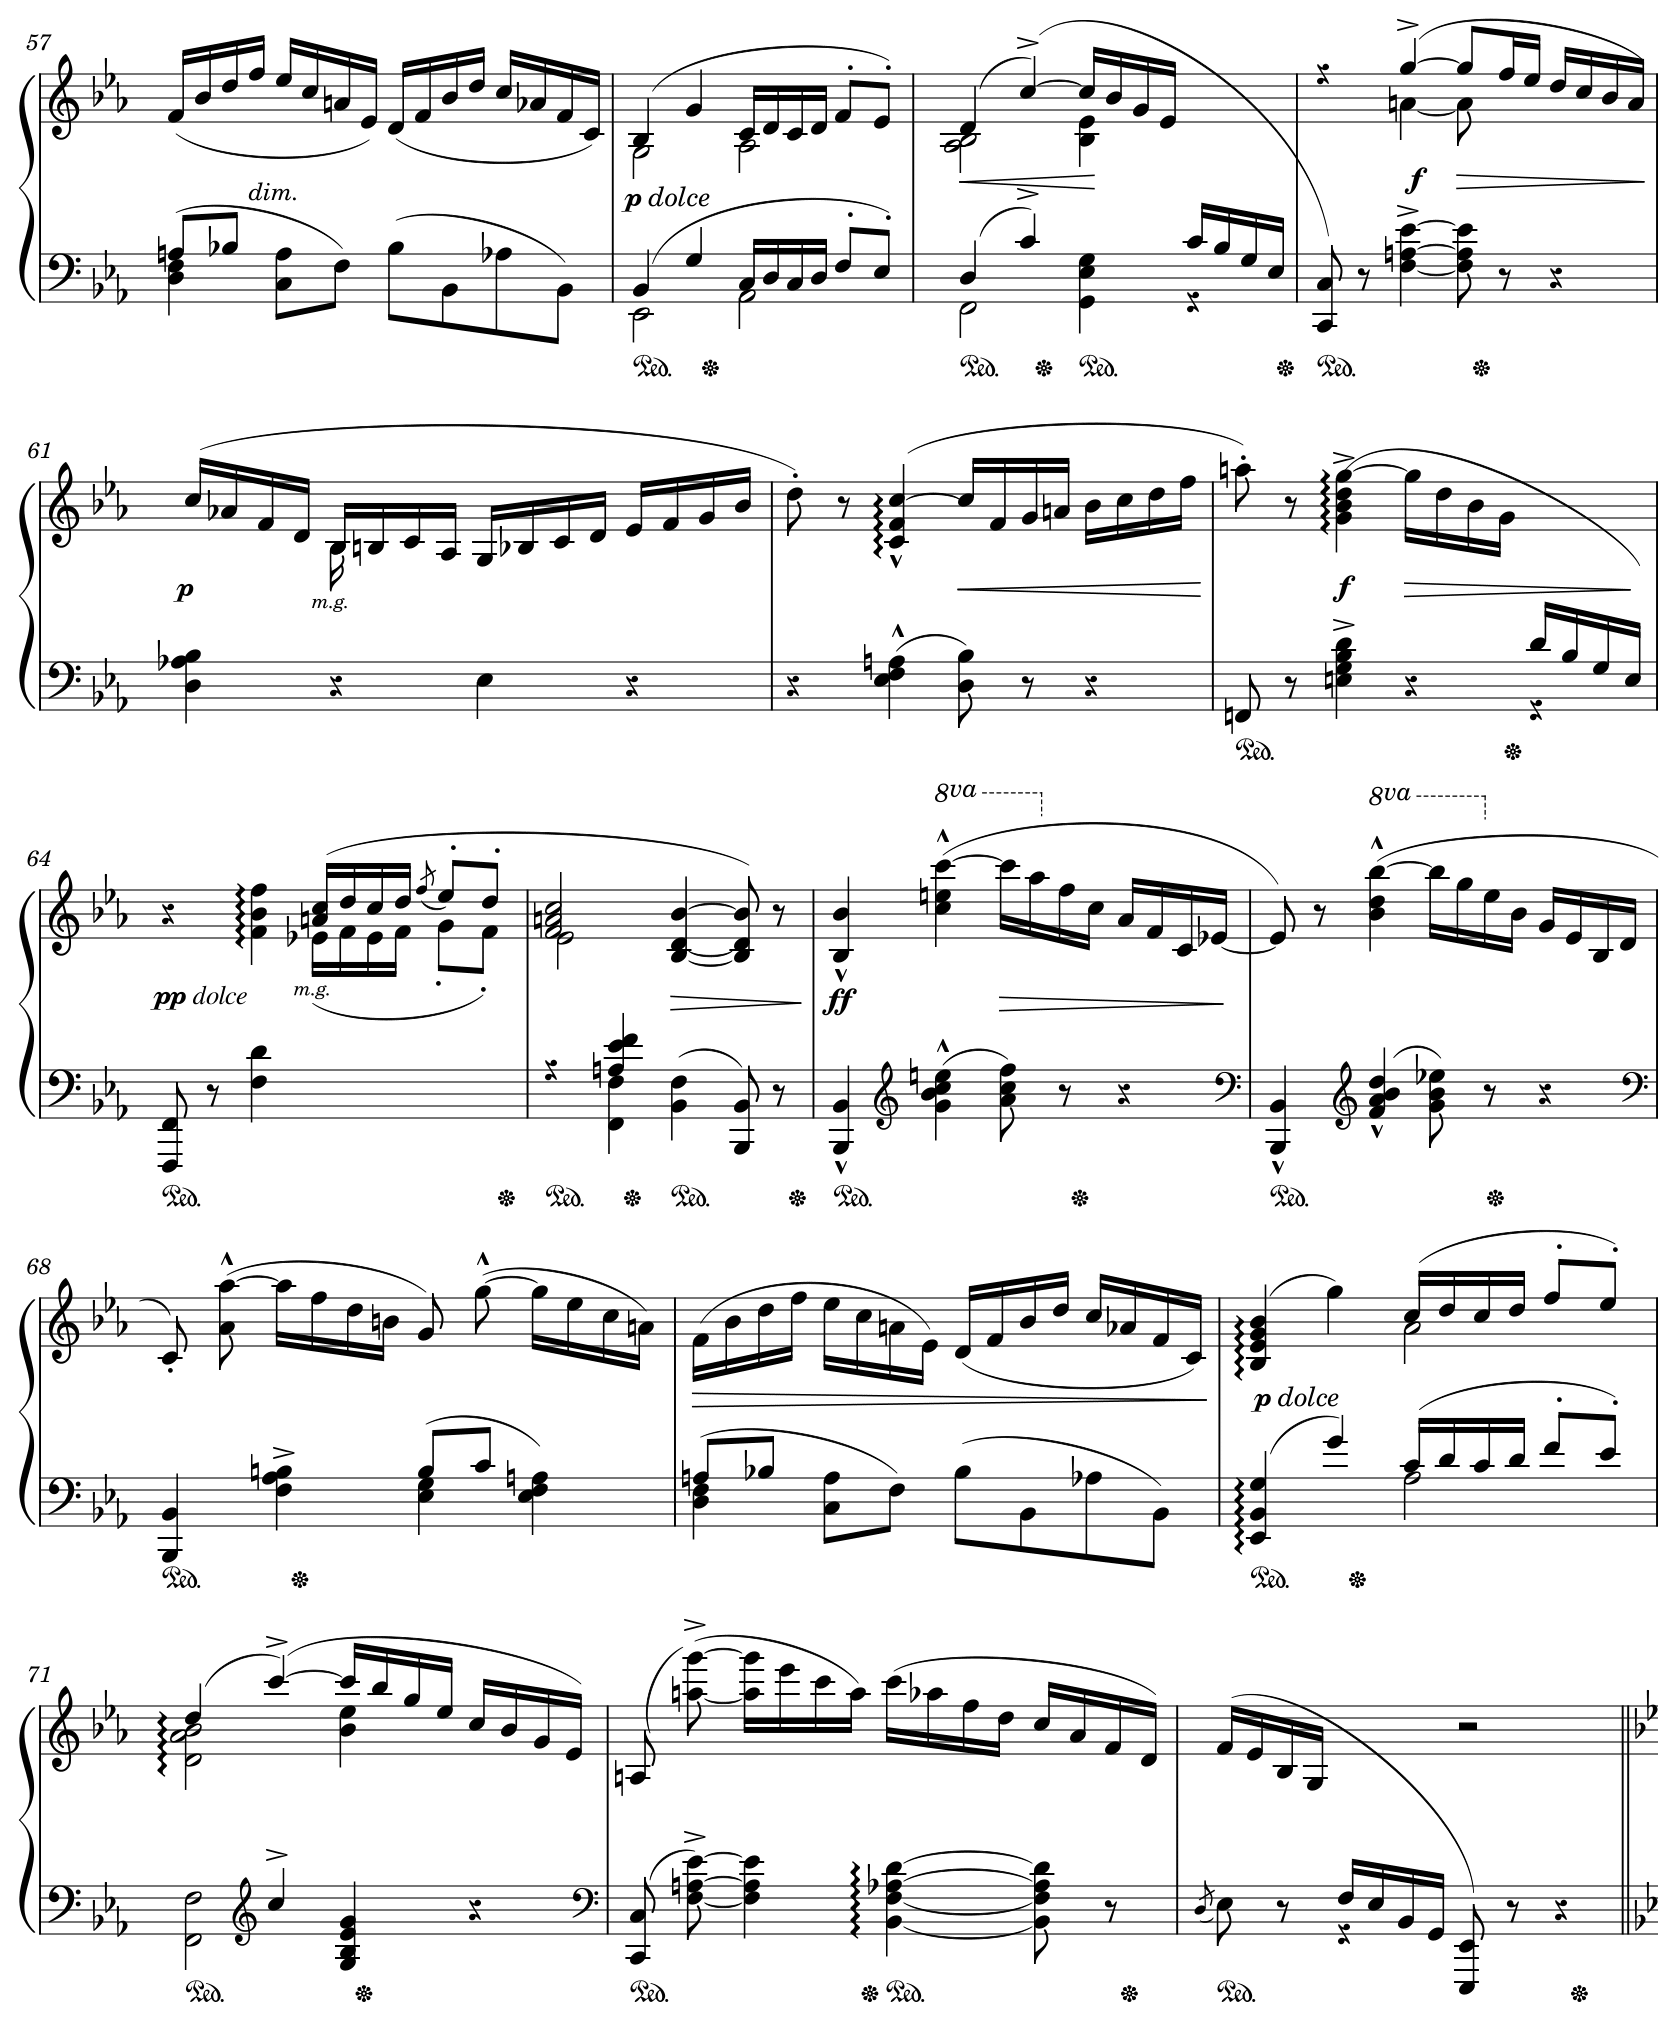 57
dim.
p dolce
f
Ped. Ped. Ped. Ped.
61
p
m.g.
f
Ped.
8va 8va
64
pp dolce
m.g.
ff
Ped. Ped. Ped. Ped. Ped.
68
p dolce
Ped. Ped.
71
Ped. Ped. Ped. Ped.